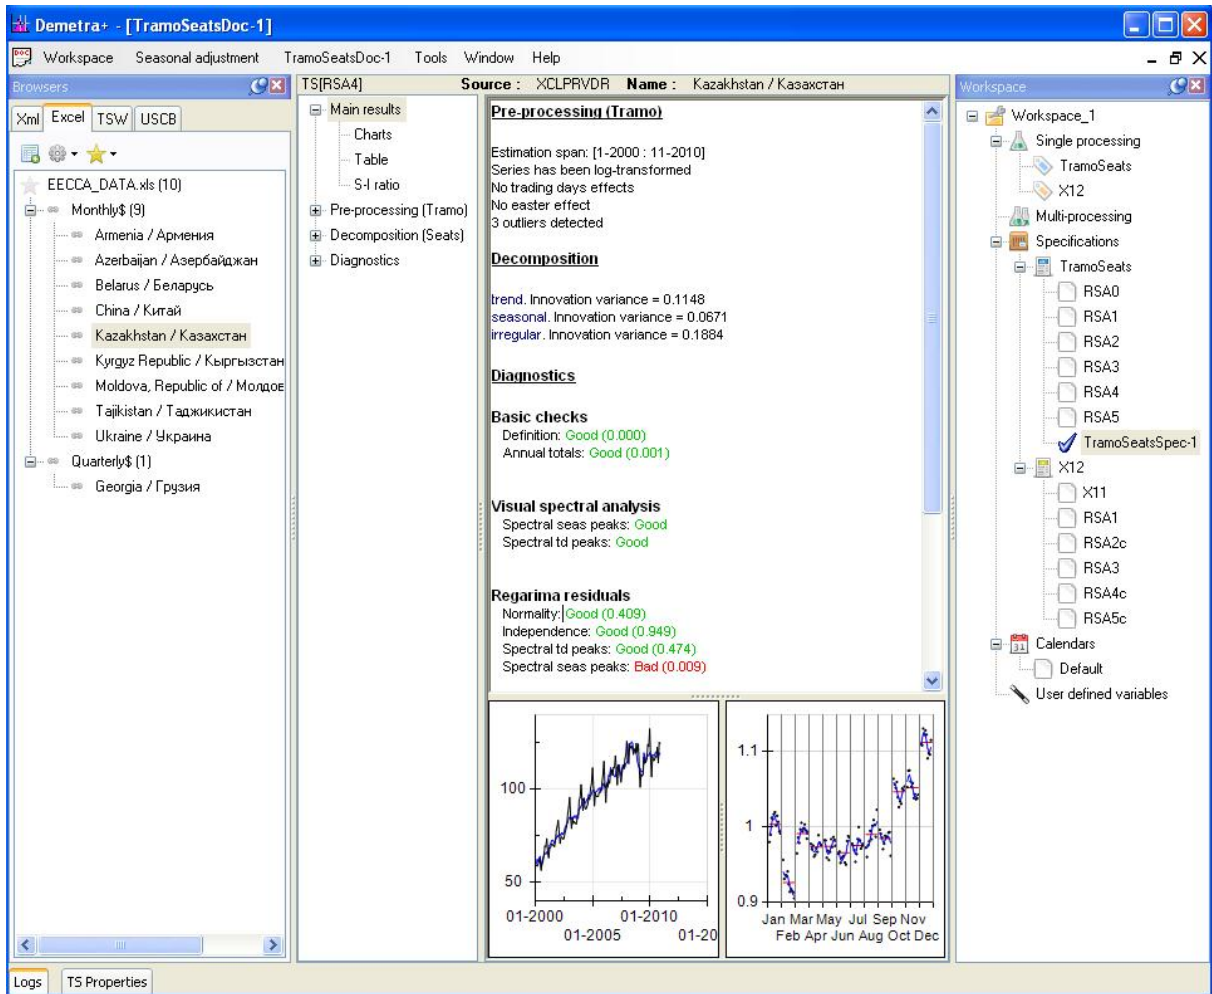 Demetra+ - [TramoSeatsDoc-1]
Workspace Seasonal adjustment TramoSeatsDoc-1 Tools Window Help
Browsers
Xml Excel TSW USCB
EECCA_DATA.xls (10)
Monthly$ (9)
Armenia / Армения
Azerbaijan / Азербайджан
Belarus / Беларусь
China / Китай
Kazakhstan / Казахстан
Kyrgyz Republic / Кыргызстан
Moldova, Republic of / Молдов
Tajikistan / Таджикистан
Ukraine / Украина
Quarterly$ (1)
Georgia / Грузия
TS[RSA4] Source : XCLPRVDR Name : Kazakhstan / Казахстан
Main results
Charts
Table
S-I ratio
Pre-processing (Tramo)
Decomposition (Seats)
Diagnostics
Pre-processing (Tramo)
Estimation span: [1-2000 : 11-2010]
Series has been log-transformed
No trading days effects
No easter effect
3 outliers detected
Decomposition
trend. Innovation variance = 0.1148
seasonal. Innovation variance = 0.0671
irregular. Innovation variance = 0.1884
Diagnostics
Basic checks
Definition: Good (0.000)
Annual totals: Good (0.001)
Visual spectral analysis
Spectral seas peaks: Good
Spectral td peaks: Good
Regarima residuals
Normality: Good (0.409)
Independence: Good (0.949)
Spectral td peaks: Good (0.474)
Spectral seas peaks: Bad (0.009)
100
50
01-2000 01-2010
01-2005 01-20
1.1
1
0.9
Jan Mar May Jul Sep Nov
Feb Apr Jun Aug Oct Dec
Workspace
Workspace_1
Single processing
TramoSeats
X12
Multi-processing
Specifications
TramoSeats
RSA0
RSA1
RSA2
RSA3
RSA4
RSA5
TramoSeatsSpec-1
X12
X11
RSA1
RSA2c
RSA3
RSA4c
RSA5c
Calendars
Default
User defined variables
Logs TS Properties